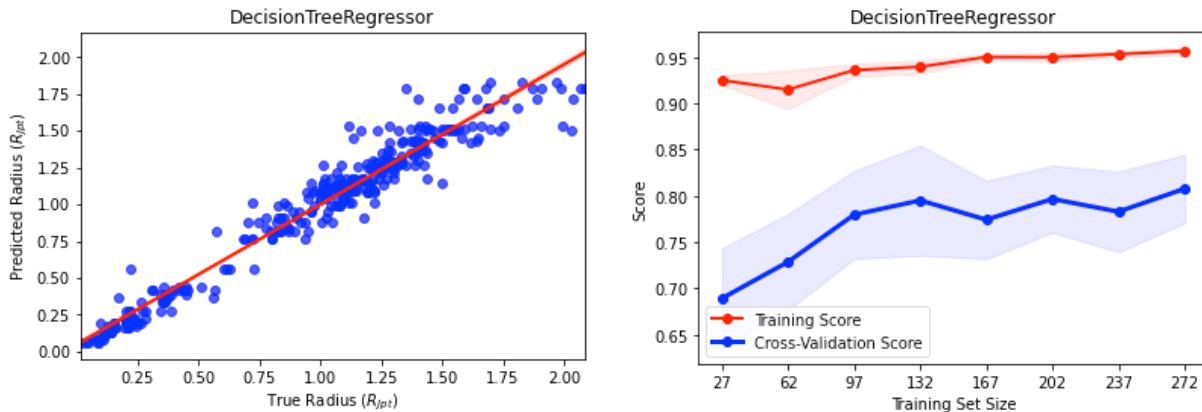 DecisionTreeRegressor
Predicted Radius (R_Jpt)
2.00
1.75
1.50
1.25
1.00
0.75
0.50
0.25
0.00
0.25 0.50 0.75 1.00 1.25 1.50 1.75 2.00
True Radius (R_Jpt)
DecisionTreeRegressor
Score
0.95
0.90
0.85
0.80
0.75
0.70
0.65
Training Score
Cross-Validation Score
27 62 97 132 167 202 237 272
Training Set Size